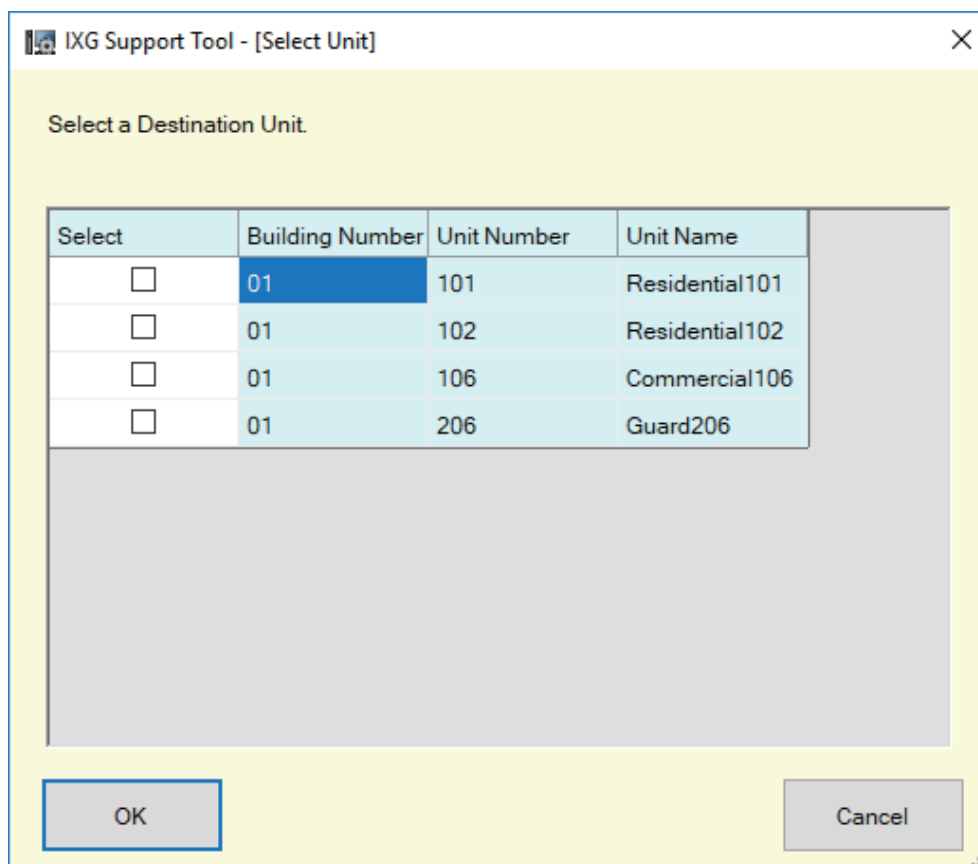 IXG Support Tool - [Select Unit]
Select a Destination Unit.
Select Building Number Unit Number Unit Name
01 101 Residential101
01 102 Residential102
01 106 Commercial106
01 206 Guard206
OK Cancel